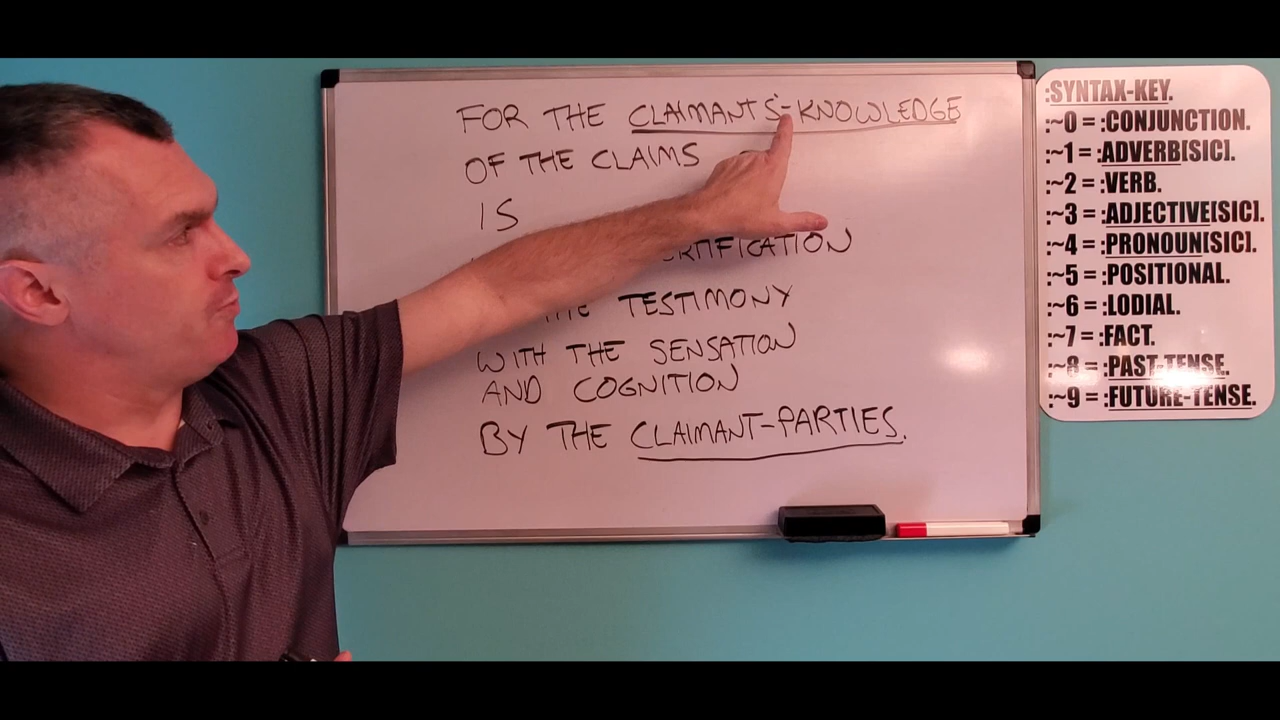 FOR THE CLAIMANTS'-KNOWLEDGE
OF THE CLAIMS
IS
TESTIMONY
WITH THE SENSATION
AND COGNITION
BY THE CLAIMANT-PARTIES.
:SYNTAX-KEY.
:~0 = :CONJUNCTION.
:~1 = :ADVERB[SIC].
:~2 = :VERB.
:~3 = :ADJECTIVE[SIC].
:~4 = :PRONOUN[SIC].
:~5 = :POSITIONAL.
:~6 = :LODIAL.
:~7 = :FACT.
:~8 = :PAST-TENSE.
:~9 = :FUTURE-TENSE.